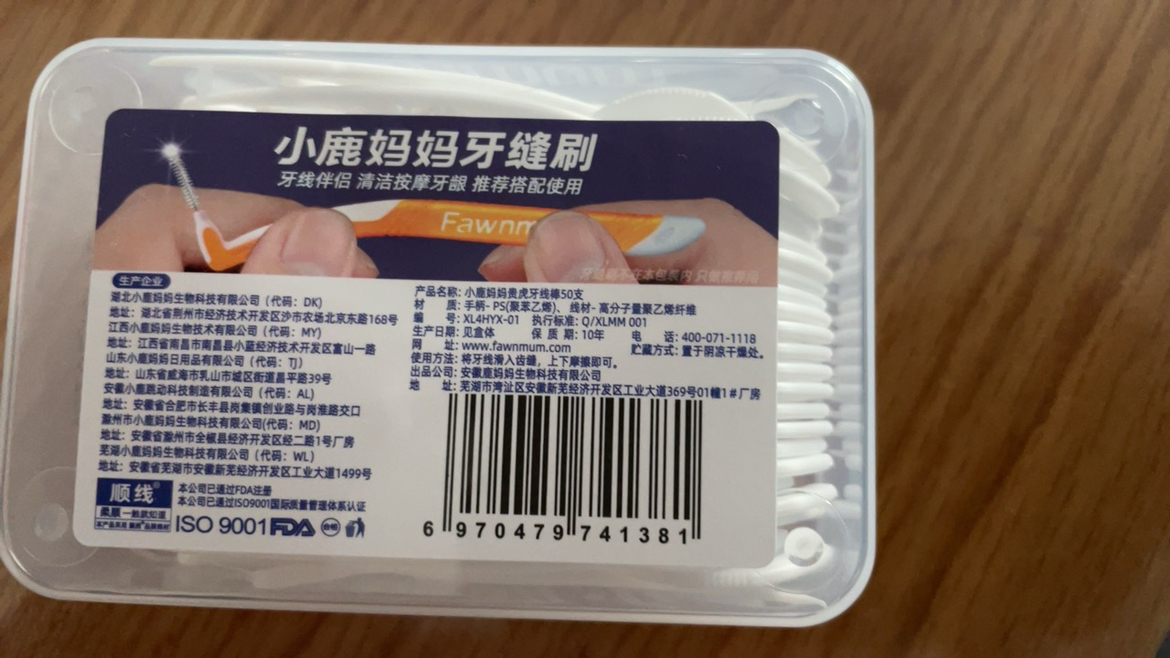 小鹿妈妈牙缝刷
牙线伴侣 清洁按摩牙龈 推荐搭配使用
Fawnm
牙缝刷不在本包装内 只做推荐用
生产企业
湖北小鹿妈妈生物科技有限公司（代码：DK）
地址：湖北省荆州市经济技术开发区沙市农场北京东路168号
江西小鹿妈妈生物技术有限公司（代码：MY）
地址：江西省南昌市南昌县小蓝经济技术开发区富山一路
山东小鹿妈妈日用品有限公司（代码：TJ）
地址：山东省威海市乳山市城区街道昌平路39号
安徽小鹿跳动科技制造有限公司（代码：AL）
地址：安徽省合肥市长丰县岗集镇创业路与岗淮路交口
滁州市小鹿妈妈生物科技有限公司(代码：MD)
地址：安徽省滁州市全椒县经济开发区经二路1号厂房
芜湖小鹿妈妈生物科技有限公司（代码：WL）
地址：安徽省芜湖市安徽新芜经济开发区工业大道1499号
顺线®
柔顺 一触就知道
本公司已通过FDA注册
本公司已通过ISO9001国际质量管理体系认证
ISO 9001 FDA
产品名称：小鹿妈妈贵虎牙线棒50支
材 质：手柄- PS(聚苯乙烯)、线材- 高分子量聚乙烯纤维
编 号：XL4HYX-01 执行标准：Q/XLMM 001
生产日期：见盒体 保 质 期：10年 电 话：400-071-1118
网 址：www.fawnmum.com 贮藏方式：置于阴凉干燥处。
使用方法：将牙线滑入齿缝，上下摩擦即可。
出品公司：安徽鹿妈妈生物科技有限公司
地 址：芜湖市湾沚区安徽新芜经济开发区工业大道369号01幢1＃厂房
6 970479 741381